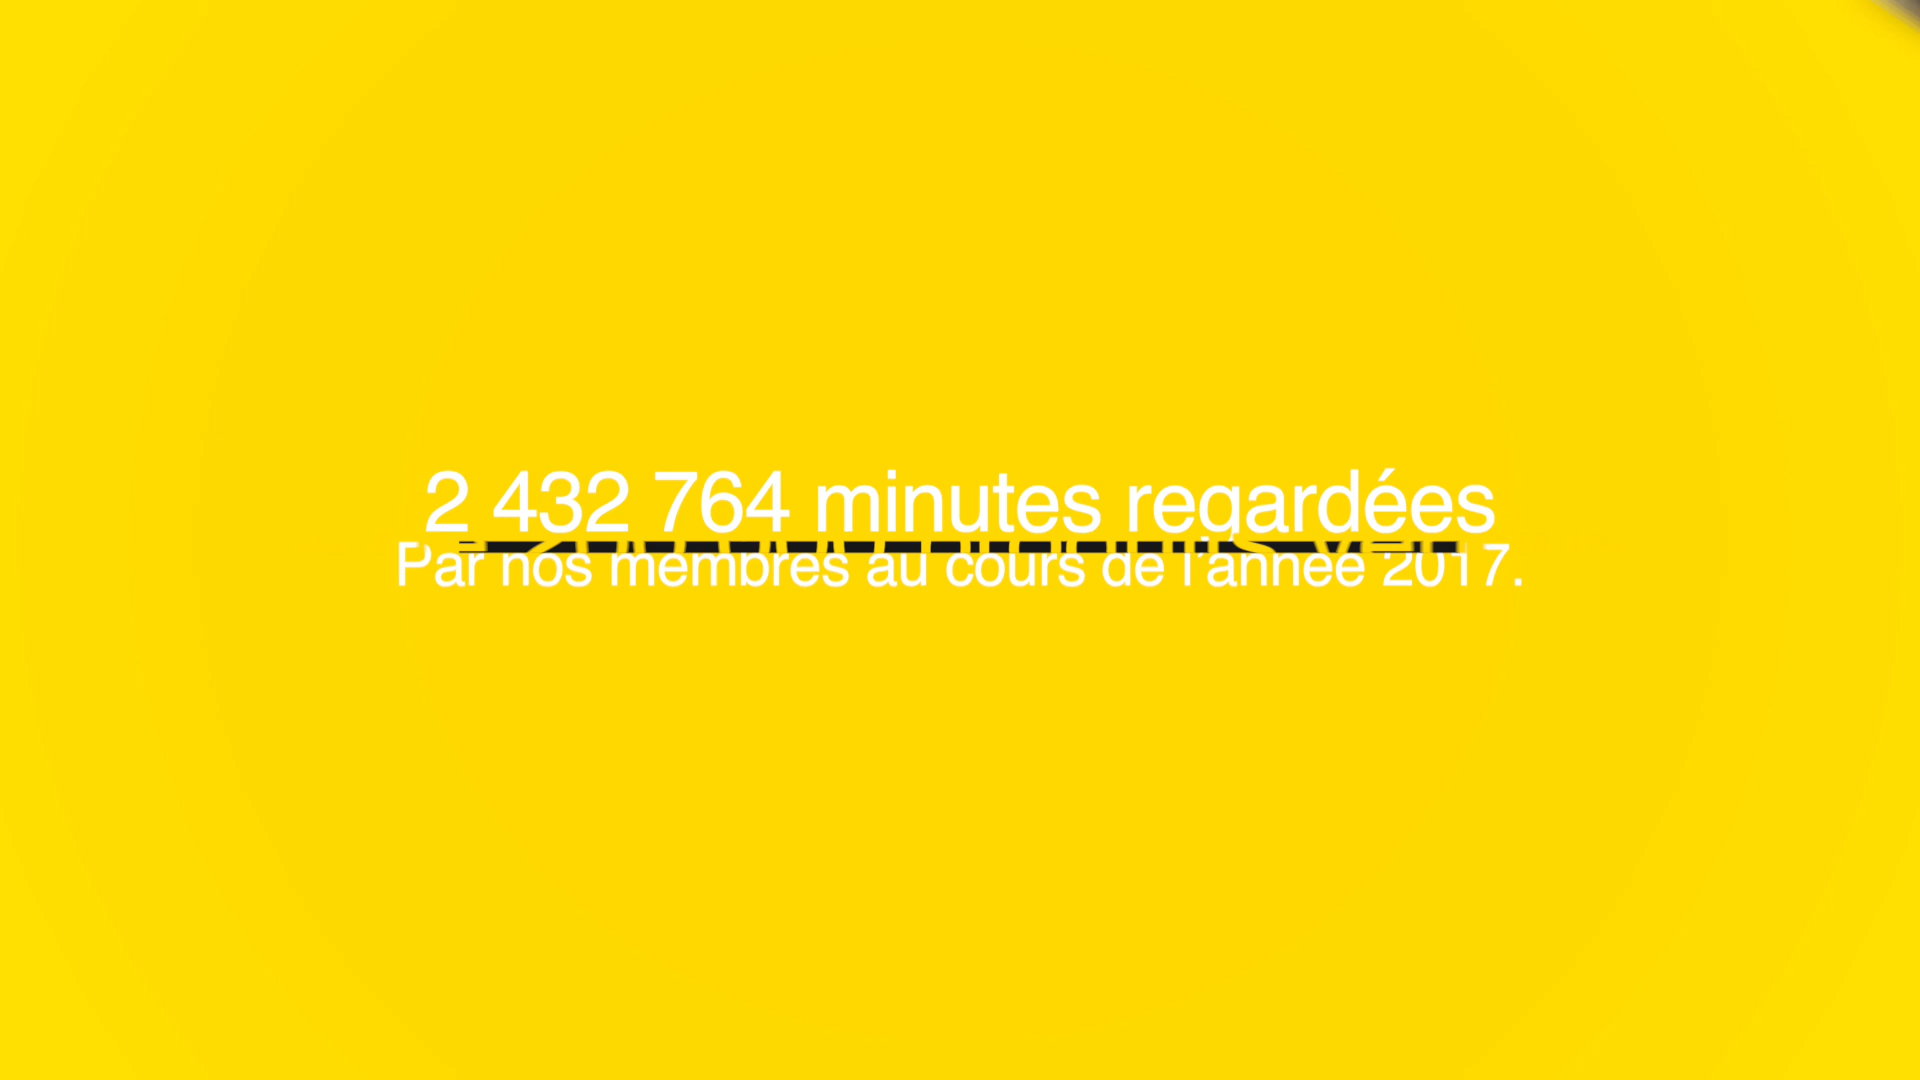 2 432 764 minutes regardées
Par nos membres au cours de l'année 2017.